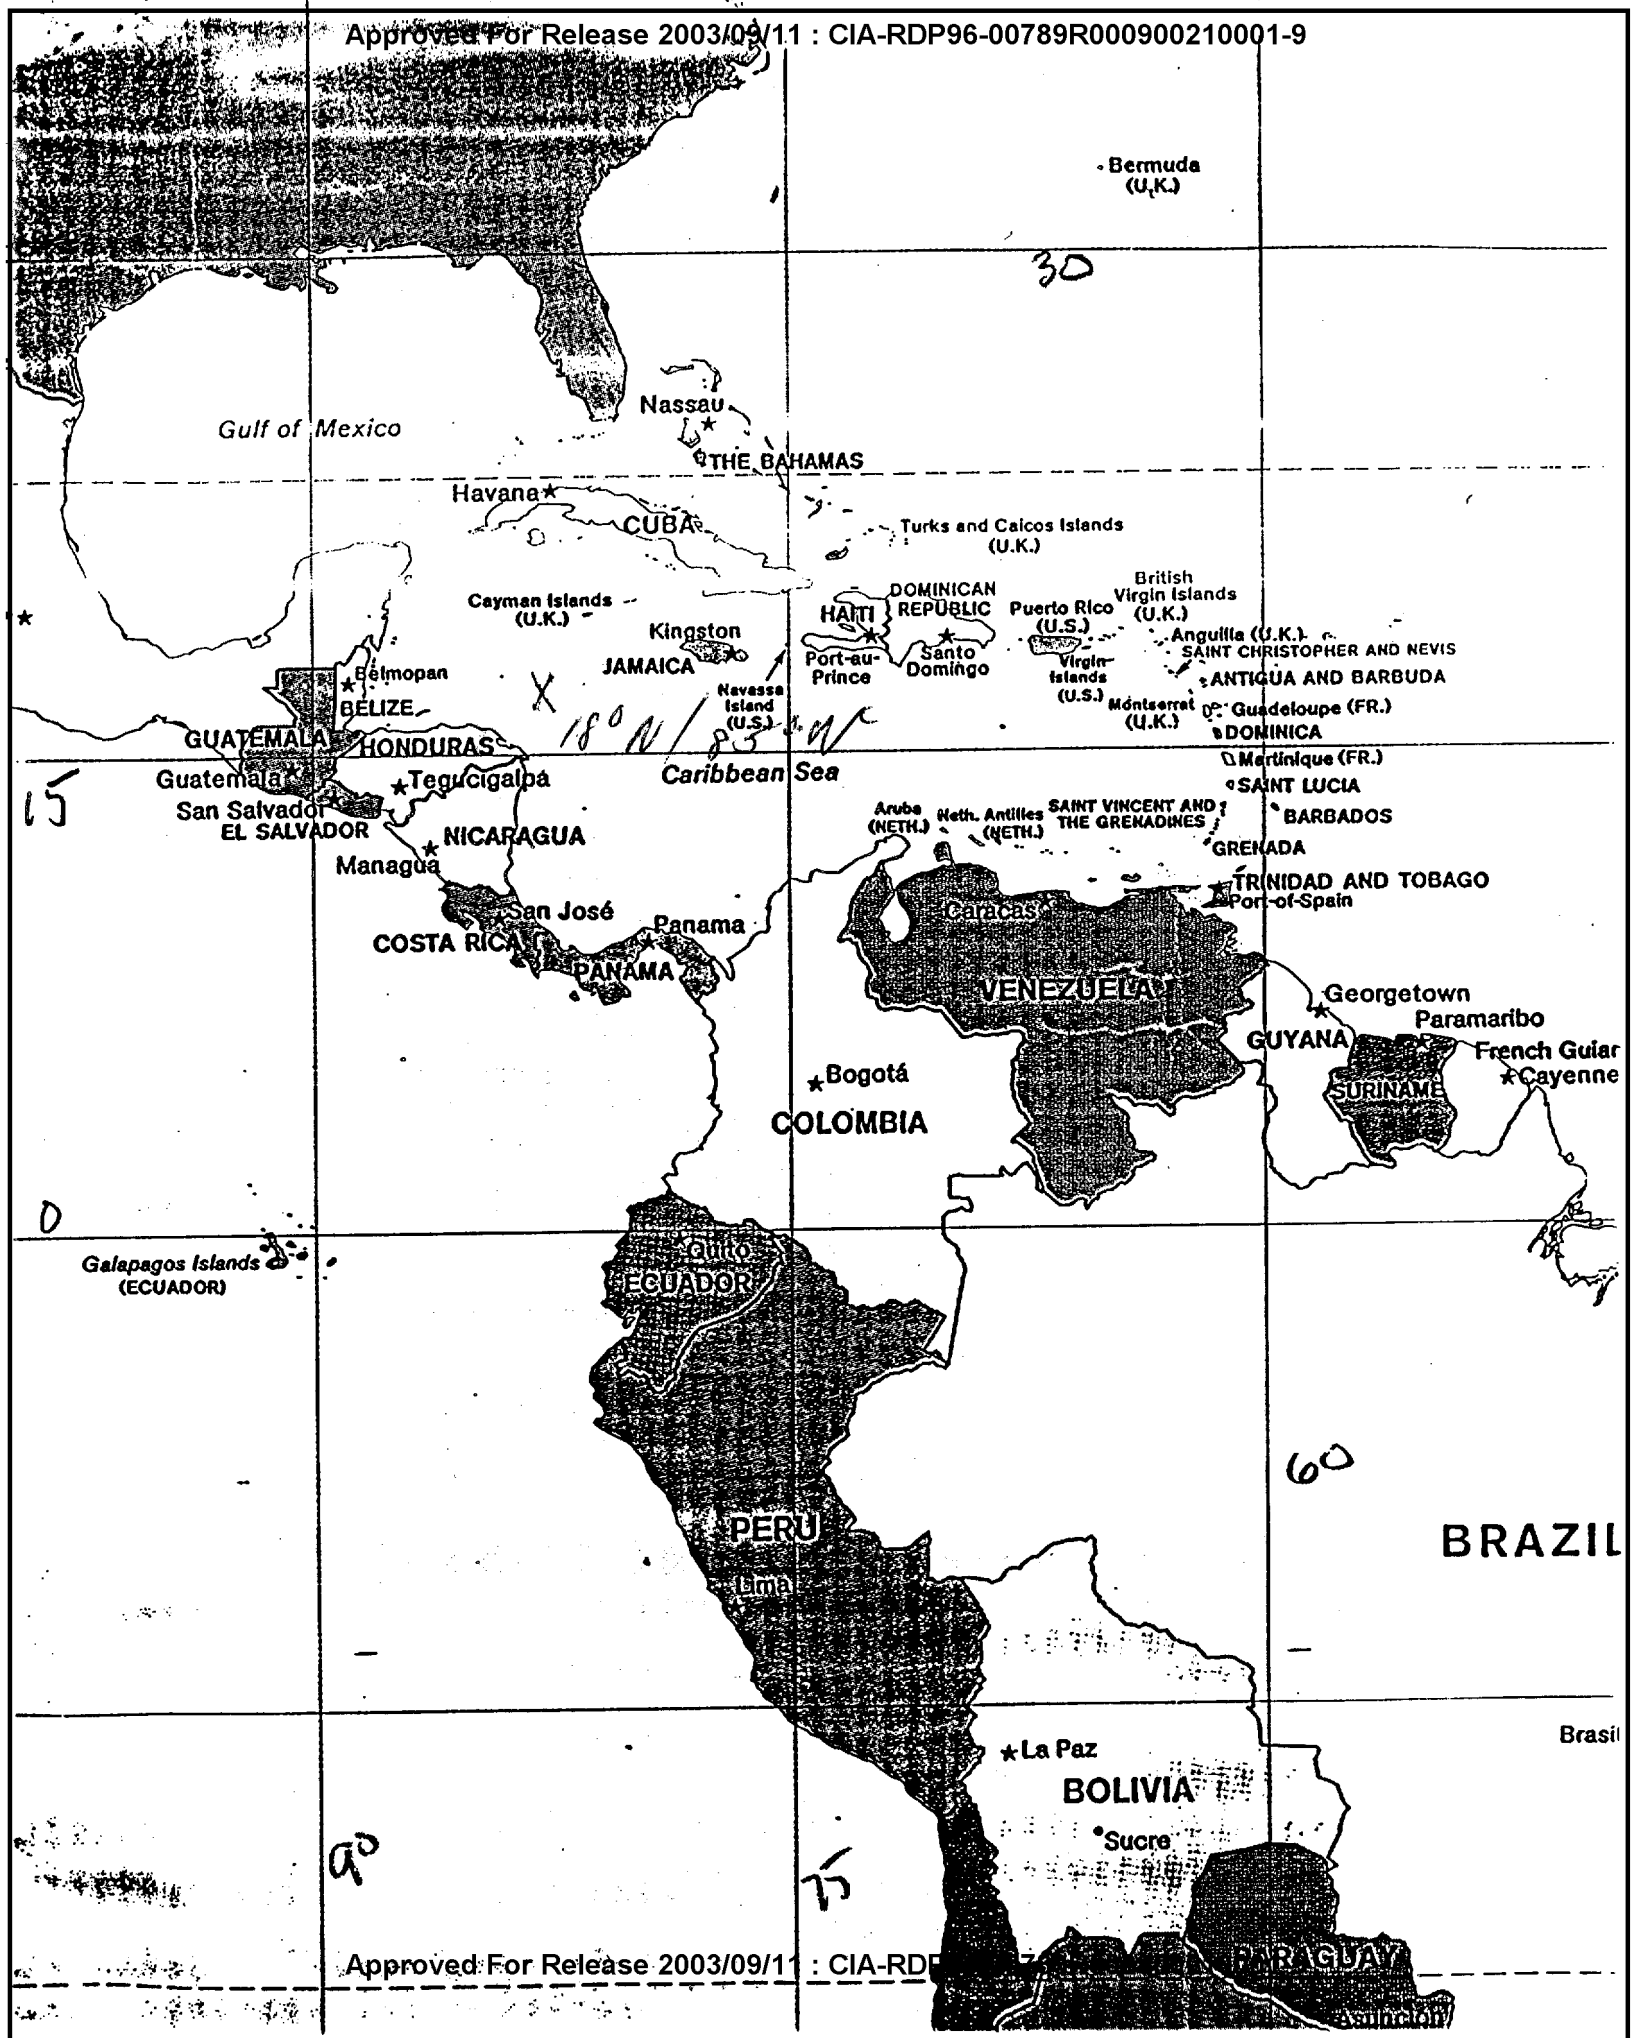 Approved For Release 2003/09/11 : CIA-RDP96-00789R000900210001-9
Bermuda
(U.K.)
30
Nassau
Gulf of Mexico
THE BAHAMAS
Havana
CUBA
Turks and Caicos Islands
(U.K.)
British
Virgin Islands
(U.K.)
Cayman Islands
(U.K.)
DOMINICAN
REPUBLIC
HAITI
Puerto Rico
(U.S.)
Kingston
JAMAICA
Anguilla (U.K.)
SAINT CHRISTOPHER AND NEVIS
Port-au-
Prince
Santo
Domingo
Virgin
Islands
(U.S.)
ANTIGUA AND BARBUDA
Belmopan
BELIZE
X
Navassa
Island
(U.S.)
Montserrat
(U.K.)
Guadeloupe (FR.)
18° N / 83° W
DOMINICA
GUATEMALA
HONDURAS
Martinique (FR.)
Caribbean Sea
Guatemala
Tegucigalpa
15
SAINT LUCIA
San Salvador
EL SALVADOR
Aruba
(NETH.)
Neth. Antilles
(NETH.)
SAINT VINCENT AND
THE GRENADINES
BARBADOS
NICARAGUA
GRENADA
Managua
TRINIDAD AND TOBAGO
Port-of-Spain
San José
Caracas
COSTA RICA
Panama
PANAMA
VENEZUELA
Georgetown
Paramaribo
GUYANA
French Guiar
Cayenne
SURINAME
Bogotá
COLOMBIA
0
Galapagos Islands
(ECUADOR)
Quito
ECUADOR
60
PERU
BRAZIL
Lima
Brasil
La Paz
BOLIVIA
Sucre
90
75
PARAGUAY
Approved For Release 2003/09/11 : CIA-RDP
Asunción